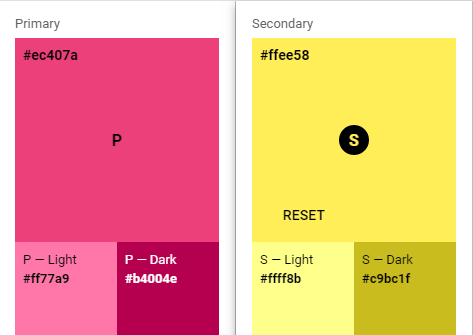 Primary
#ec407a
P
P — Light
#ff77a9
P — Dark
#b4004e
Secondary
#ffee58
S
RESET
S — Light
#ffff8b
S — Dark
#c9bc1f